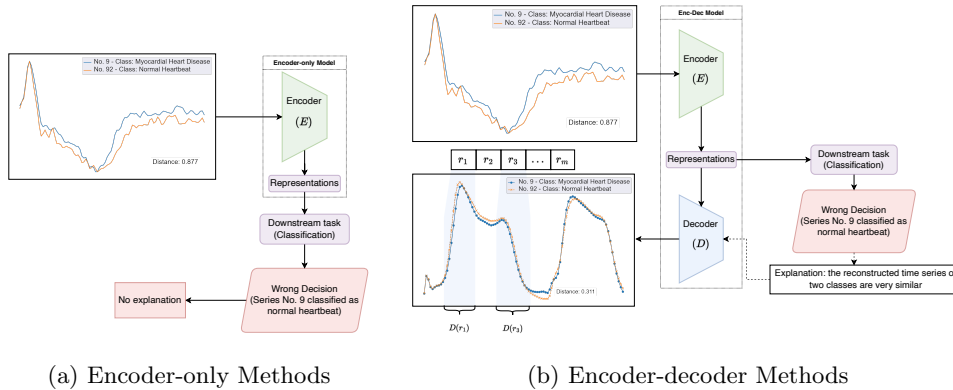 No. 9 - Class: Myocardial Heart Disease
No. 92 - Class: Normal Heartbeat
Distance: 0.877
Encoder-only Model
Encoder
(E)
Representations
Downstream task
(Classification)
Wrong Decision
(Series No. 9 classified as
normal heartbeat)
No explanation
(a) Encoder-only Methods
No. 9 - Class: Myocardial Heart Disease
No. 92 - Class: Normal Heartbeat
Distance: 0.877
Enc-Dec Model
Encoder
(E)
r1 r2 r3 ... rm
Representations
Downstream task
(Classification)
No. 9 - Class: Myocardial Heart Disease
No. 92 - Class: Normal Heartbeat
Distance: 0.311
Decoder
(D)
Wrong Decision
(Series No. 9 classified as
normal heartbeat)
Explanation: the reconstructed time series o
two classes are very similar
D(r1) D(r3)
(b) Encoder-decoder Methods